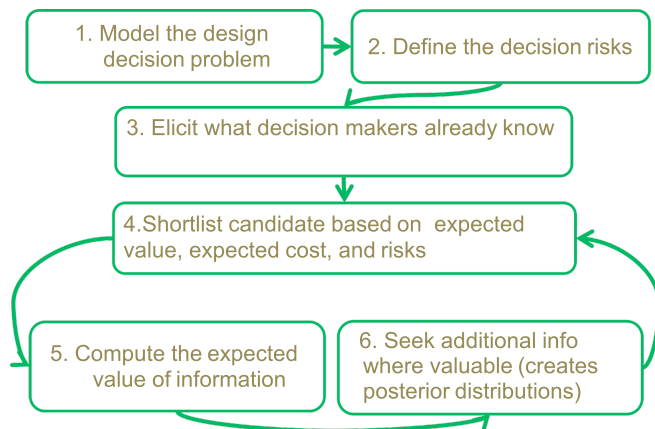 1. Model the design
decision problem
2. Define the decision risks
3. Elicit what decision makers already know
4.Shortlist candidate based on expected
value, expected cost, and risks
5. Compute the expected
value of information
6. Seek additional info
where valuable (creates
posterior distributions)